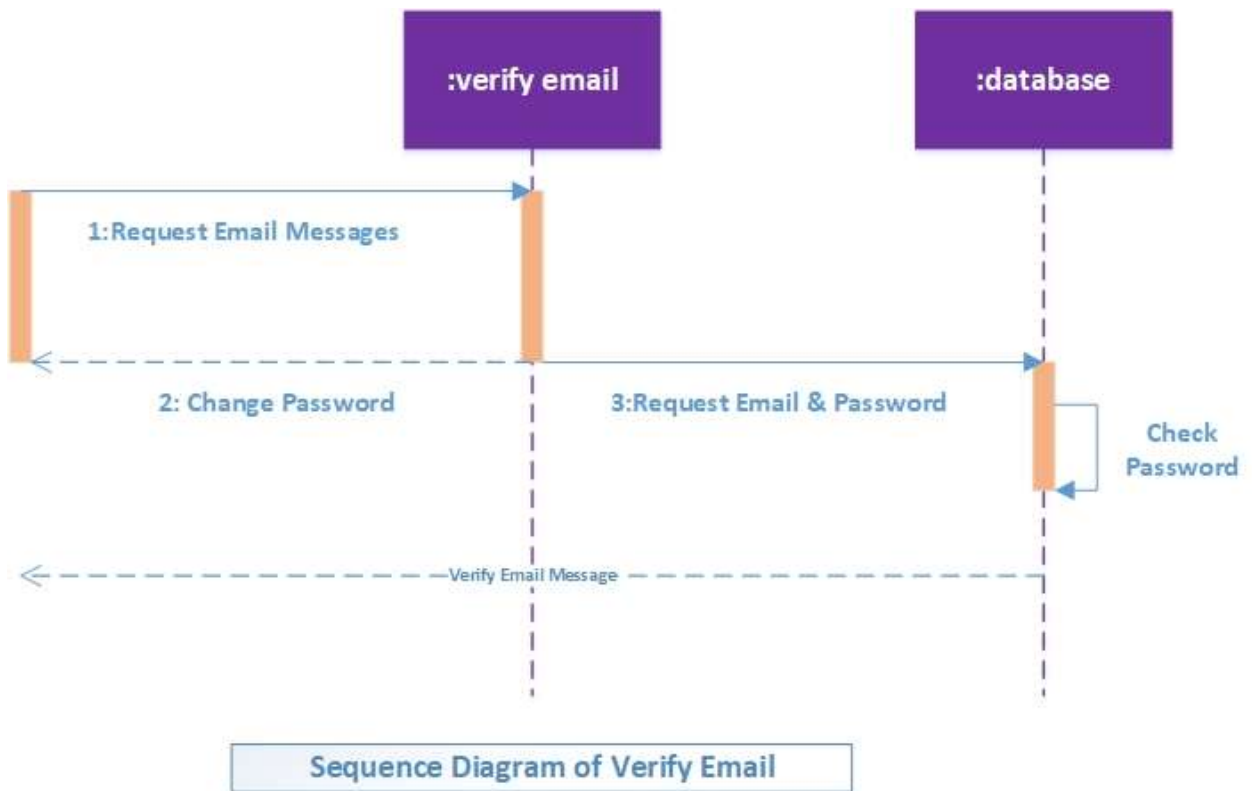 :verify email
:database
1:Request Email Messages
2: Change Password
3:Request Email & Password
Check
Password
Verify Email Message
Sequence Diagram of Verify Email